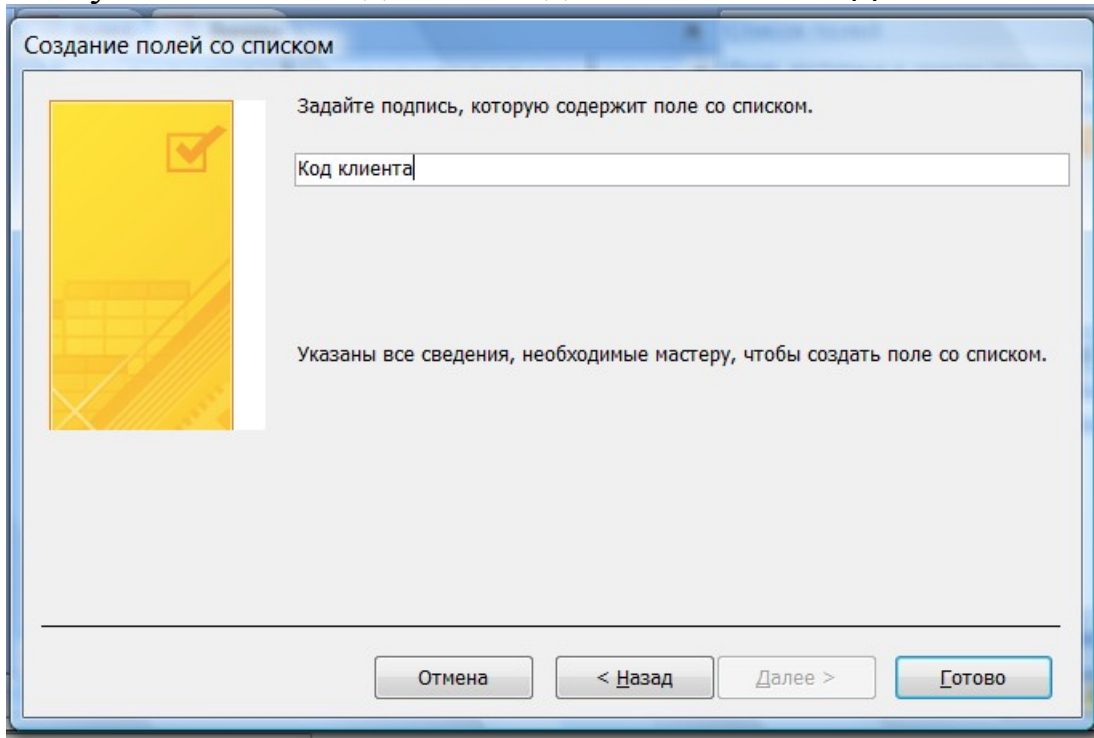 Создание полей со списком
Задайте подпись, которую содержит поле со списком.
Код клиента
Указаны все сведения, необходимые мастеру, чтобы создать поле со списком.
Отмена
< Назад
Далее >
Готово